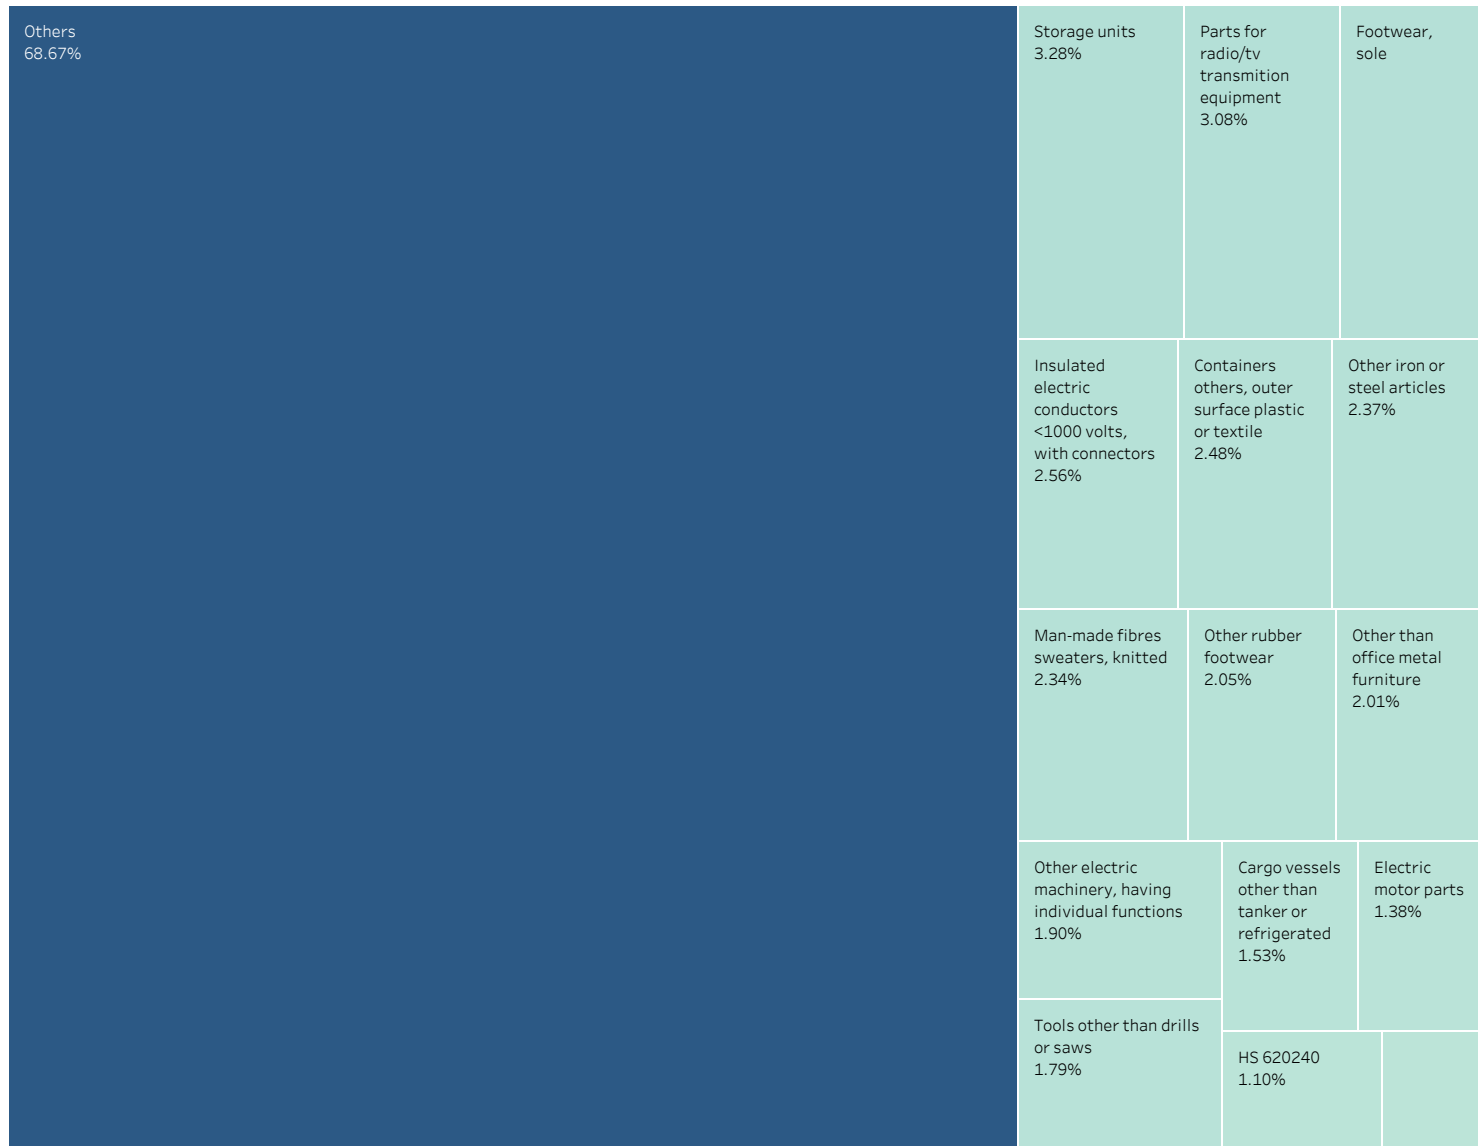 Others
68.67%
Storage units
3.28%
Parts for
radio/tv
transmition
equipment
3.08%
Footwear,
sole
Insulated
electric
conductors
<1000 volts,
with connectors
2.56%
Containers
others, outer
surface plastic
or textile
2.48%
Other iron or
steel articles
2.37%
Man-made fibres
sweaters, knitted
2.34%
Other rubber
footwear
2.05%
Other than
office metal
furniture
2.01%
Other electric
machinery, having
individual functions
1.90%
Cargo vessels
other than
tanker or
refrigerated
1.53%
Electric
motor parts
1.38%
Tools other than drills
or saws
1.79%
HS 620240
1.10%